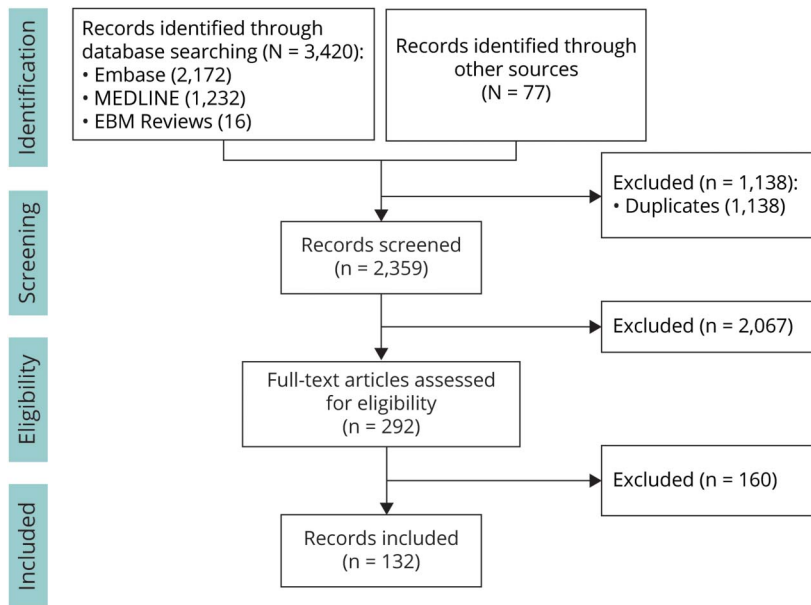 Identification
Records identified through
database searching (N = 3,420):
• Embase (2,172)
• MEDLINE (1,232)
• EBM Reviews (16)
Records identified through
other sources
(N = 77)
Excluded (n = 1,138):
• Duplicates (1,138)
Screening
Records screened
(n = 2,359)
Excluded (n = 2,067)
Eligibility
Full-text articles assessed
for eligibility
(n = 292)
Excluded (n = 160)
Included
Records included
(n = 132)